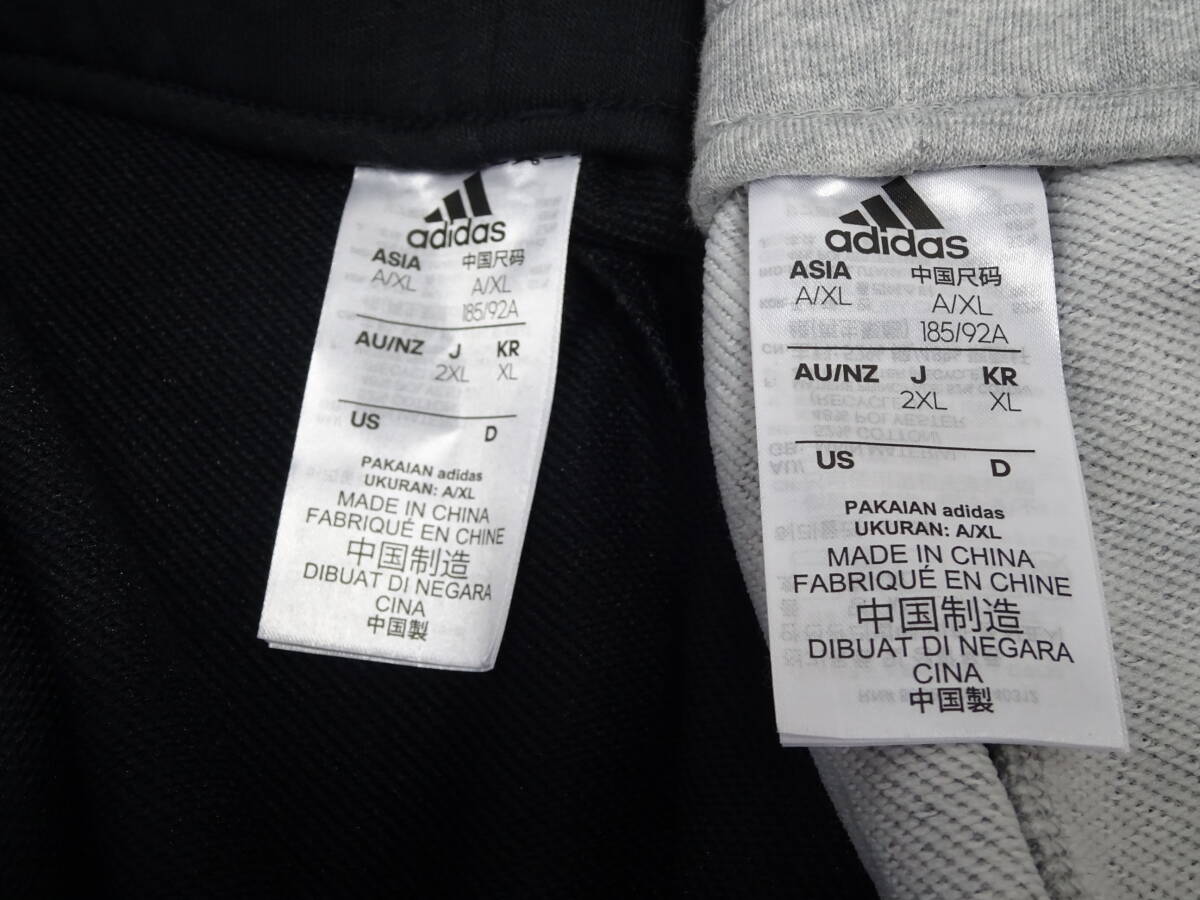 adidas
ASIA 中国尺码
A/XL A/XL
185/92A
AU/NZ J KR
2XL XL
US D
PAKAIAN adidas
UKURAN: A/XL
MADE IN CHINA
FABRIQUÉ EN CHINE
中国制造
DIBUAT DI NEGARA
CINA
中国製
adidas
ASIA 中国尺码
A/XL A/XL
185/92A
AU/NZ J KR
2XL XL
US D
PAKAIAN adidas
UKURAN: A/XL
MADE IN CHINA
FABRIQUÉ EN CHINE
中国制造
DIBUAT DI NEGARA
CINA
中国製